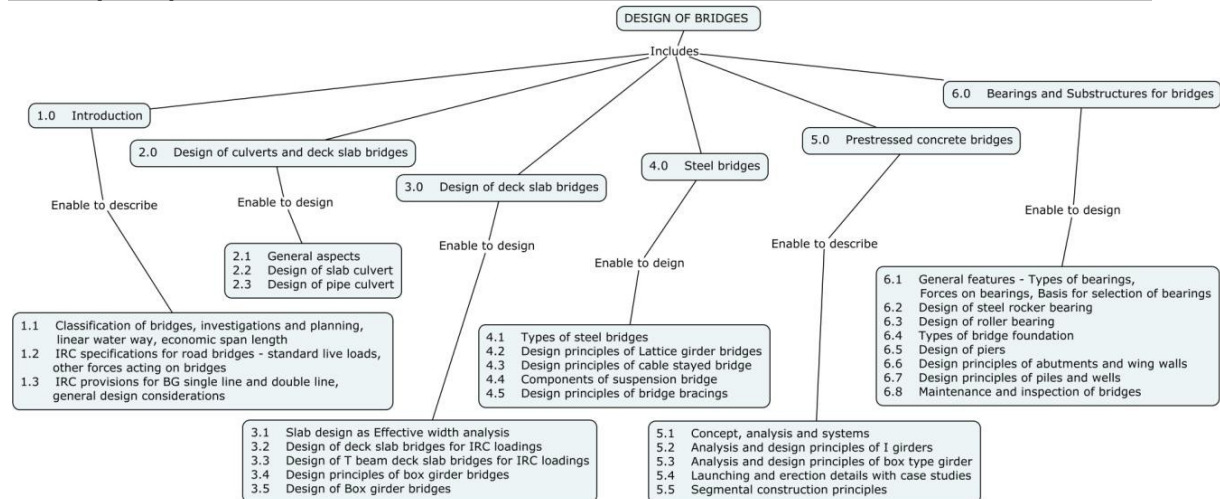 DESIGN OF BRIDGES
Includes
1.0 Introduction
2.0 Design of culverts and deck slab bridges
3.0 Design of deck slab bridges
4.0 Steel bridges
5.0 Prestressed concrete bridges
6.0 Bearings and Substructures for bridges
Enable to describe
Enable to design
Enable to design
Enable to deign
Enable to describe
Enable to design
1.1 Classification of bridges, investigations and planning,
linear water way, economic span length
1.2 IRC specifications for road bridges - standard live loads,
other forces acting on bridges
1.3 IRC provisions for BG single line and double line,
general design considerations
2.1 General aspects
2.2 Design of slab culvert
2.3 Design of pipe culvert
3.1 Slab design as Effective width analysis
3.2 Design of deck slab bridges for IRC loadings
3.3 Design of T beam deck slab bridges for IRC loadings
3.4 Design principles of box girder bridges
3.5 Design of Box girder bridges
4.1 Types of steel bridges
4.2 Design principles of Lattice girder bridges
4.3 Design principles of cable stayed bridge
4.4 Components of suspension bridge
4.5 Design principles of bridge bracings
5.1 Concept, analysis and systems
5.2 Analysis and design principles of I girders
5.3 Analysis and design principles of box type girder
5.4 Launching and erection details with case studies
5.5 Segmental construction principles
6.1 General features - Types of bearings,
Forces on bearings, Basis for selection of bearings
6.2 Design of steel rocker bearing
6.3 Design of roller bearing
6.4 Types of bridge foundation
6.5 Design of piers
6.6 Design principles of abutments and wing walls
6.7 Design principles of piles and wells
6.8 Maintenance and inspection of bridges